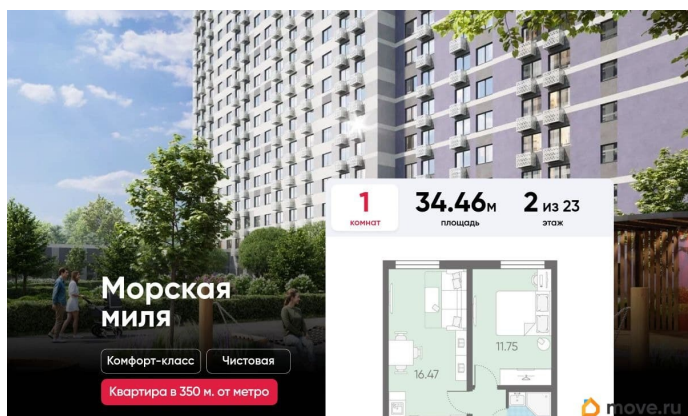 1
комнат
34.46м
площадь
2 из 23
этаж
Морская
миля
Комфорт-класс
Чистовая
Квартира в 350 м. от метро
11.75
16.47
move.ru